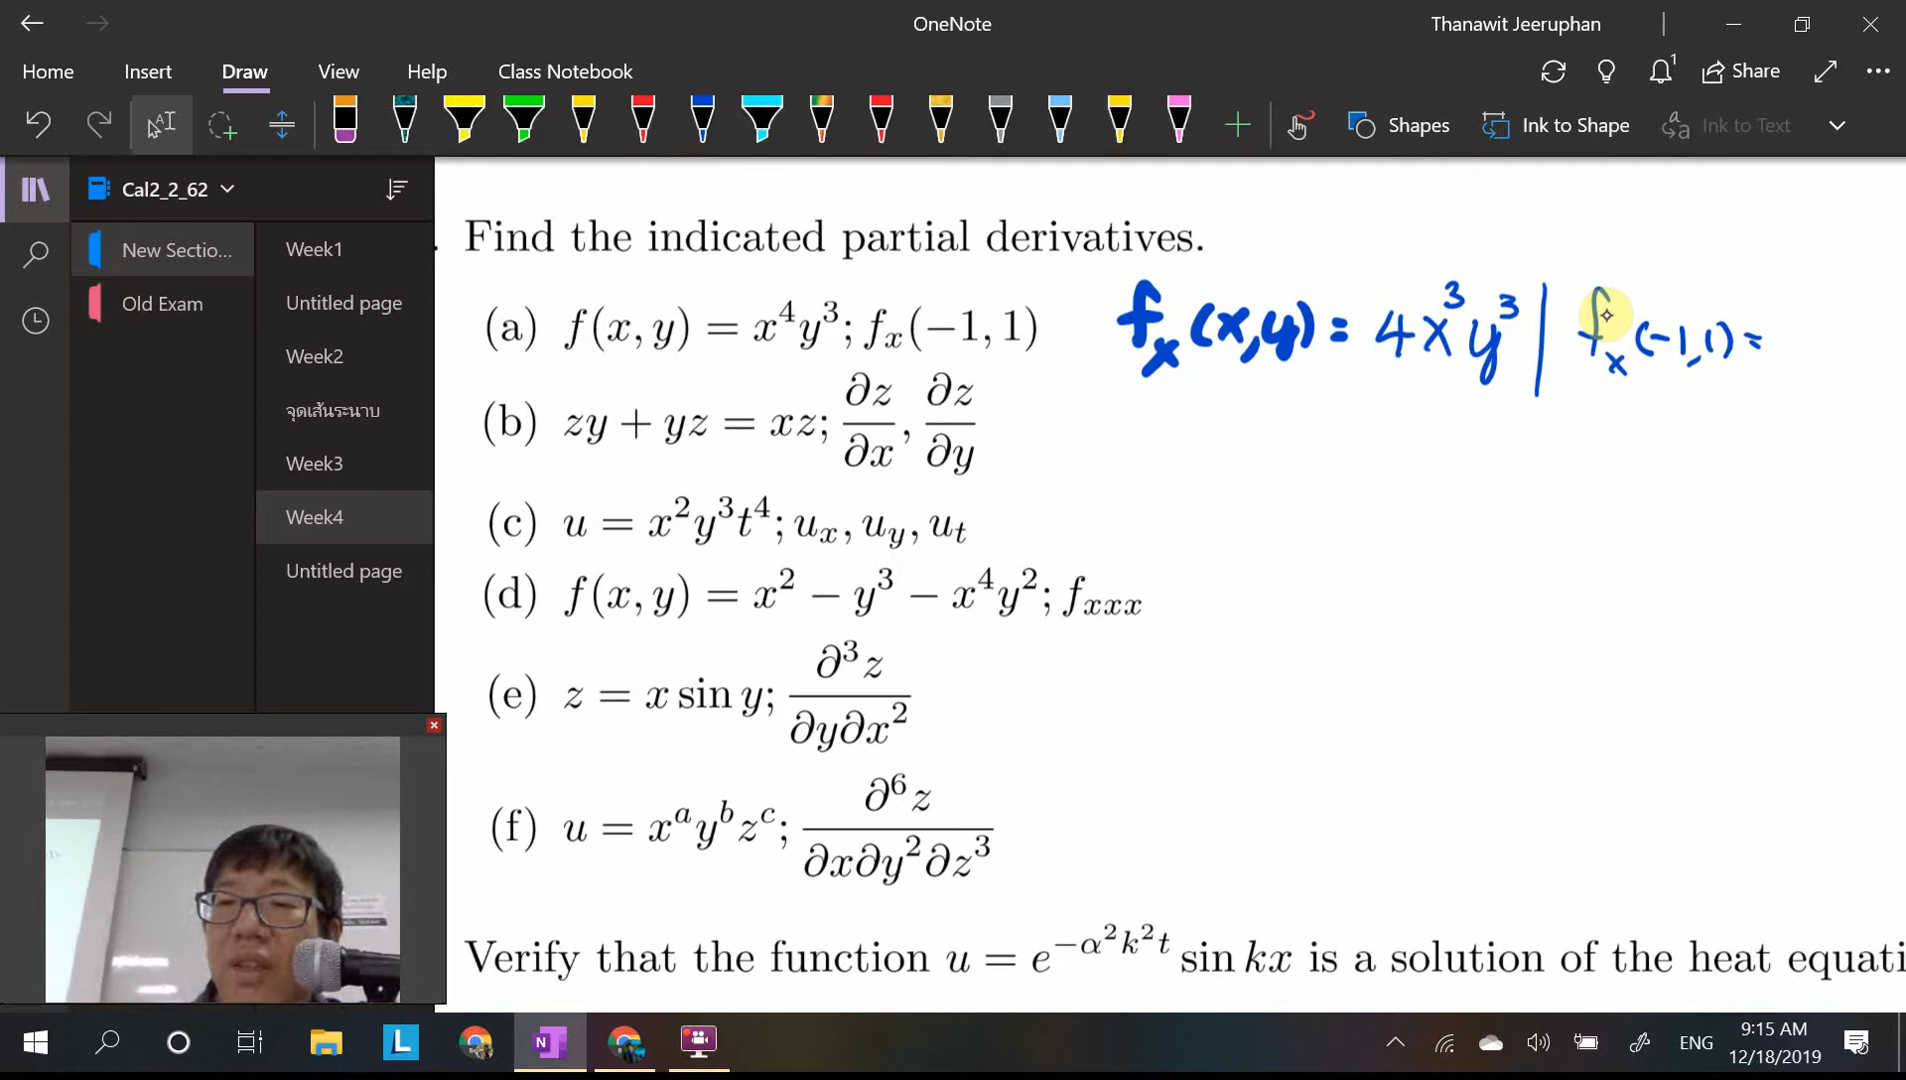 OneNote
Thanawit Jeeruphan
Home Insert Draw View Help Class Notebook
1
Share
Shapes
Ink to Shape
Ink to Text
Cal2_2_62
New Sectio...
Old Exam
Week1
Untitled page
Week2
จุดเส้นระนาบ
Week3
Week4
Untitled page
. Find the indicated partial derivatives.
(a) f(x, y) = x⁴y³; fₓ(−1, 1)
fₓ(x,y) = 4x³y³ | fₓ(-1,1) =
(b) zy + yz = xz; ∂z/∂x, ∂z/∂y
(c) u = x²y³t⁴; uₓ, u_y, uₜ
(d) f(x, y) = x² − y³ − x⁴y²; fₓₓₓ
(e) z = x sin y; ∂³z/∂y∂x²
(f) u = xᵃyᵇzᶜ; ∂⁶z/∂x∂y²∂z³
Verify that the function u = e^(−α²k²t) sin kx is a solution of the heat equati
L
N
ENG
9:15 AM
12/18/2019